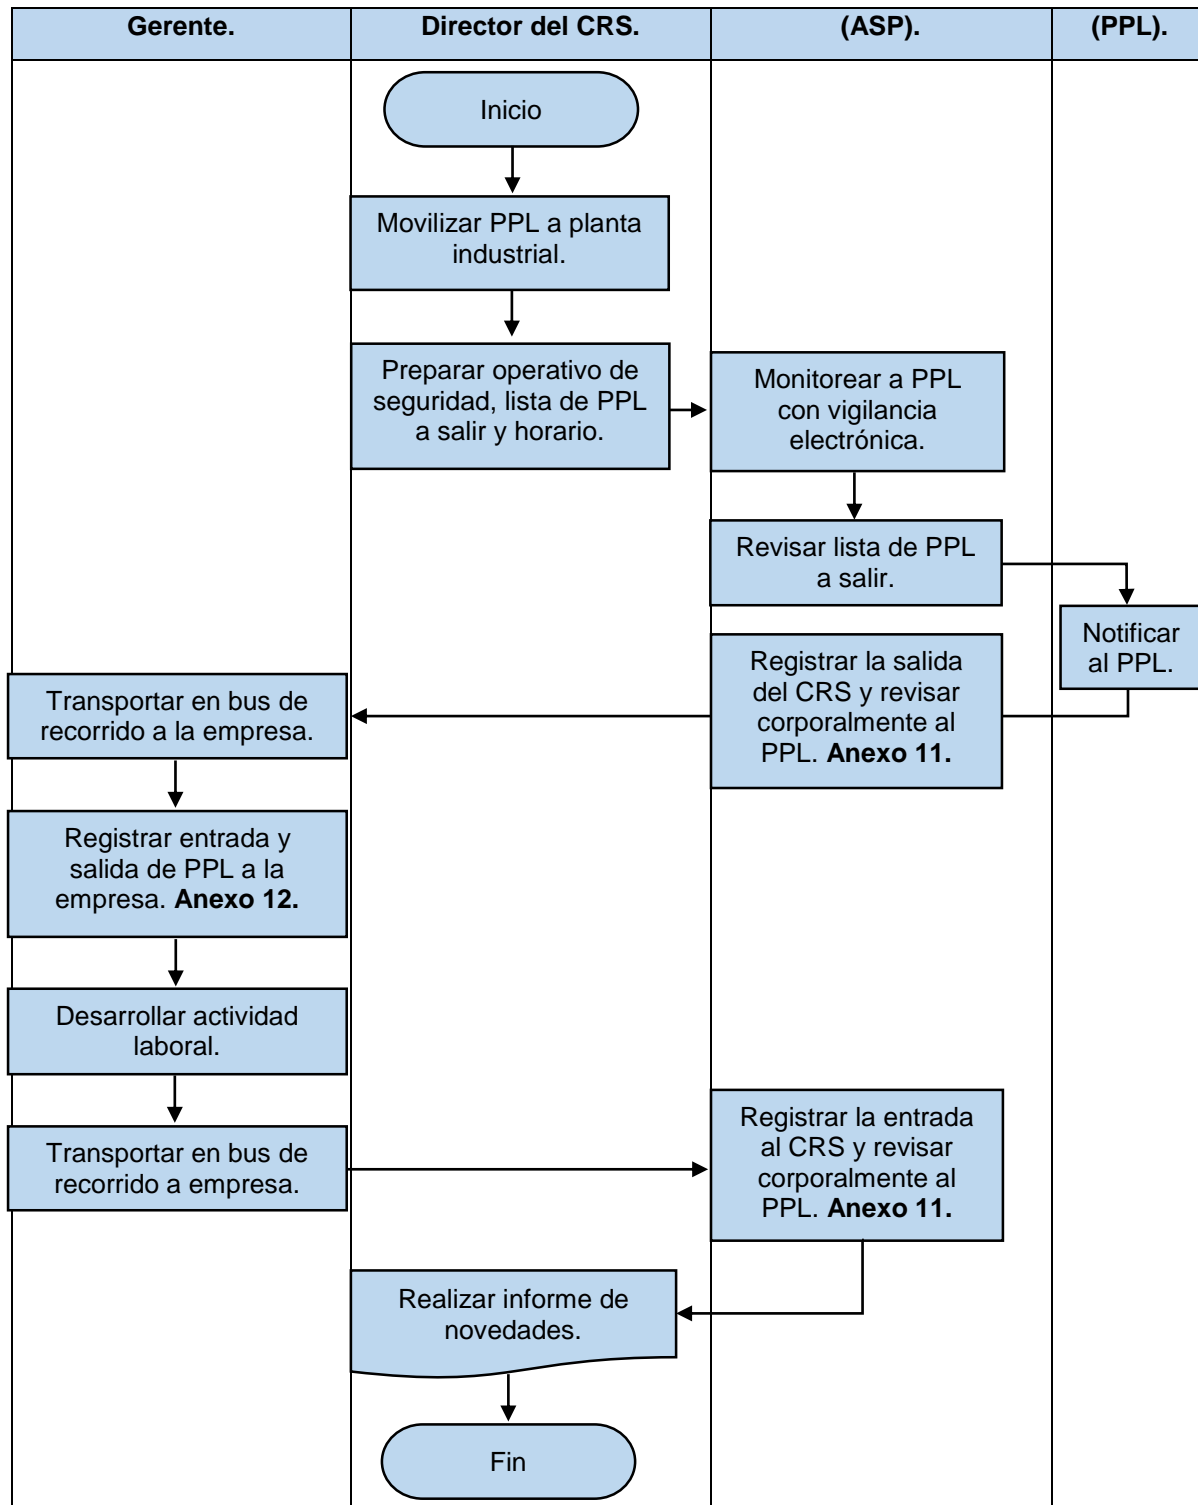 Gerente.
Director del CRS.
(ASP).
(PPL).
Inicio
Movilizar PPL a planta
industrial.
Preparar operativo de
seguridad, lista de PPL
a salir y horario.
Monitorear a PPL
con vigilancia
electrónica.
Revisar lista de PPL
a salir.
Notificar
al PPL.
Registrar la salida
del CRS y revisar
corporalmente al
PPL. Anexo 11.
Transportar en bus de
recorrido a la empresa.
Registrar entrada y
salida de PPL a la
empresa. Anexo 12.
Desarrollar actividad
laboral.
Transportar en bus de
recorrido a empresa.
Registrar la entrada
al CRS y revisar
corporalmente al
PPL. Anexo 11.
Realizar informe de
novedades.
Fin